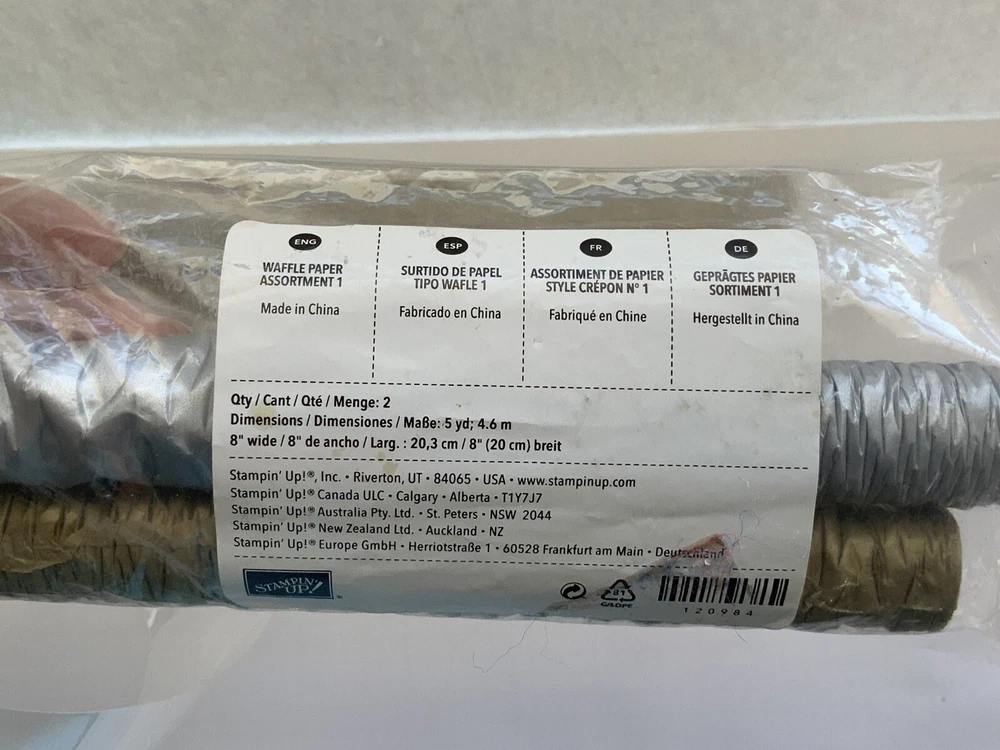 ENG
WAFFLE PAPER
ASSORTMENT 1
Made in China
ESP
SURTIDO DE PAPEL
TIPO WAFLE 1
Fabricado en China
FR
ASSORTIMENT DE PAPIER
STYLE CRÉPON N° 1
Fabriqué en Chine
DE
GEPRÄGTES PAPIER
SORTIMENT 1
Hergestellt in China
Qty / Cant / Qté / Menge: 2
Dimensions / Dimensiones / Maße: 5 yd; 4.6 m
8" wide / 8" de ancho / Larg. : 20,3 cm / 8" (20 cm) breit
Stampin' Up!®, Inc. • Riverton, UT • 84065 • USA • www.stampinup.com
Stampin' Up!® Canada ULC • Calgary • Alberta • T1Y7J7
Stampin' Up!® Australia Pty. Ltd. • St. Peters • NSW 2044
Stampin' Up!® New Zealand Ltd. • Auckland • NZ
Stampin' Up!® Europe GmbH • Herriotstraße 1 • 60528 Frankfurt am Main • Deutschland
STAMPIN' UP!®
81
C/LDPE
120984